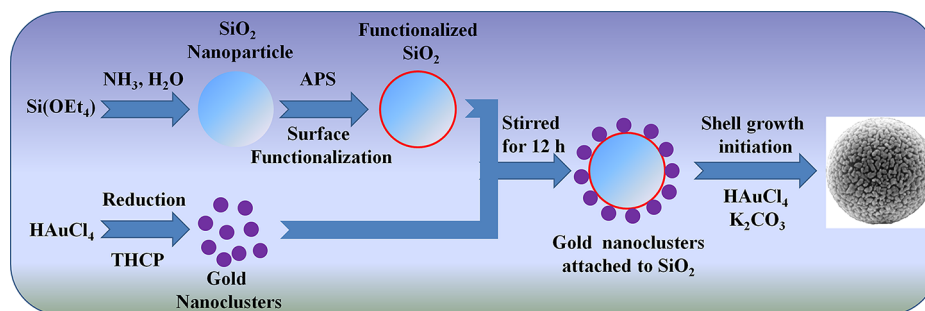 SiO₂
Nanoparticle
Functionalized
SiO₂
NH₃, H₂O
APS
Si(OEt₄)
Surface
Functionalization
Stirred
for 12 h
Shell growth
initiation
HAuCl₄
K₂CO₃
Reduction
HAuCl₄
THCP
Gold
Nanoclusters
Gold nanoclusters
attached to SiO₂